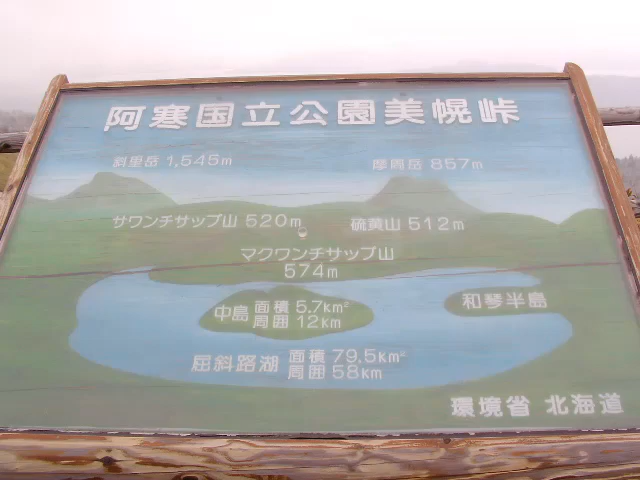 阿寒国立公園美幌峠
斜里岳 1,545m
摩周岳 857m
サワンチサップ山 520m
硫黄山 512m
マクワンチサップ山
574m
中島 面積 5.7km²
周囲 12km
和琴半島
屈斜路湖 面積 79.5km²
周囲 58km
環境省 北海道